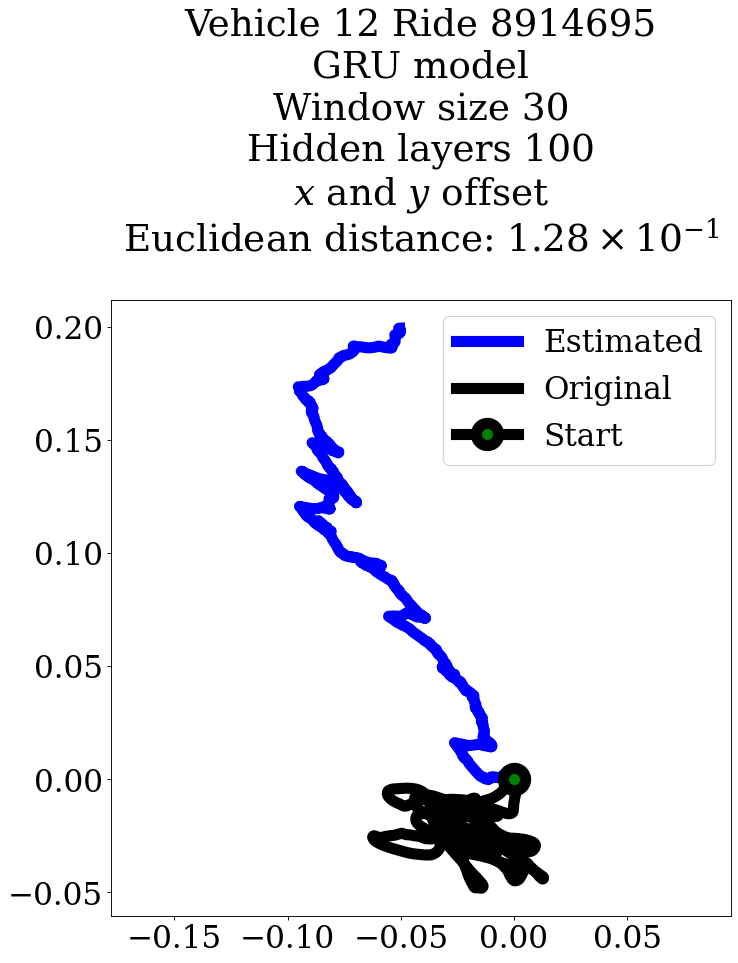 Vehicle 12 Ride 8914695
GRU model
Window size 30
Hidden layers 100
x and y offset
Euclidean distance: 1.28 × 10⁻¹
Estimated
Original
Start
0.20
0.15
0.10
0.05
0.00
−0.05
−0.15 −0.10 −0.05 0.00 0.05